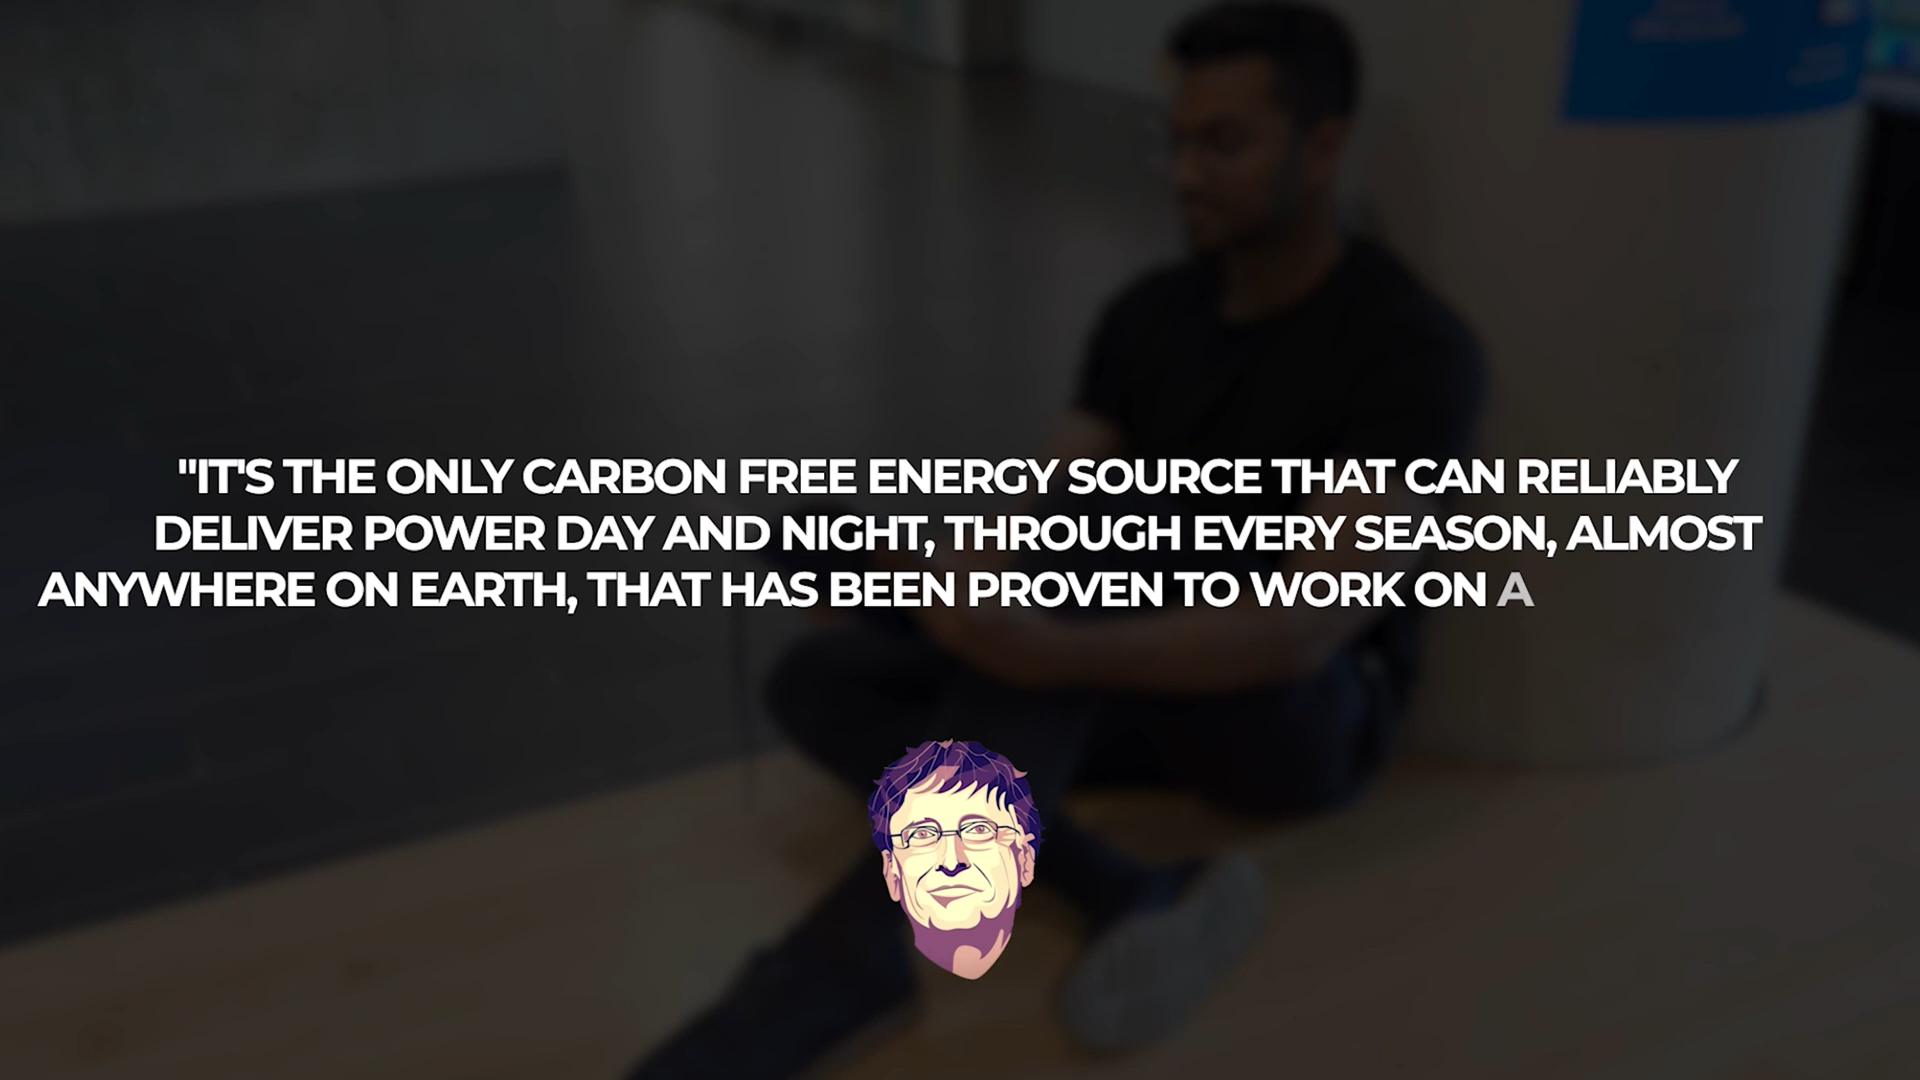 "IT'S THE ONLY CARBON FREE ENERGY SOURCE THAT CAN RELIABLY
DELIVER POWER DAY AND NIGHT, THROUGH EVERY SEASON, ALMOST
ANYWHERE ON EARTH, THAT HAS BEEN PROVEN TO WORK ON A